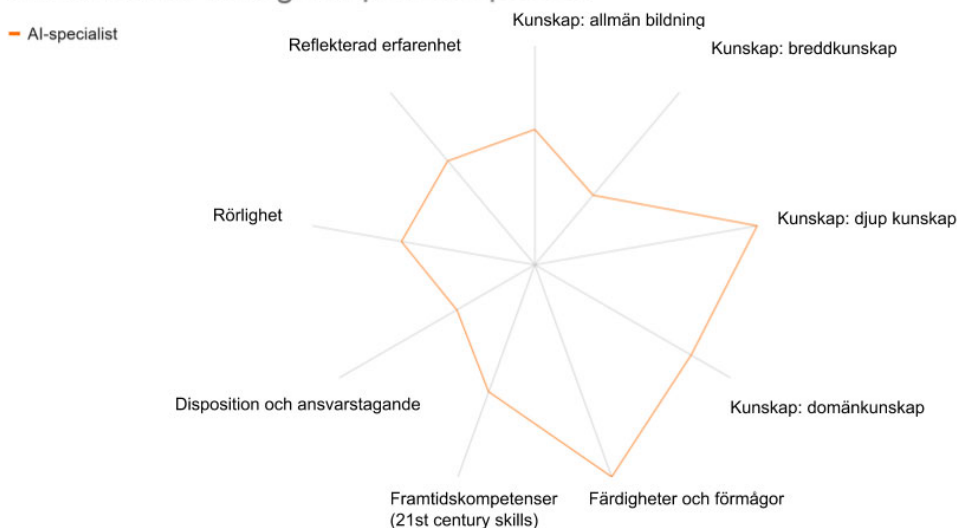 AI-specialist
Kunskap: allmän bildning
Reflekterad erfarenhet
Kunskap: breddkunskap
Rörlighet
Kunskap: djup kunskap
Disposition och ansvarstagande
Kunskap: domänkunskap
Framtidskompetenser
(21st century skills)
Färdigheter och förmågor